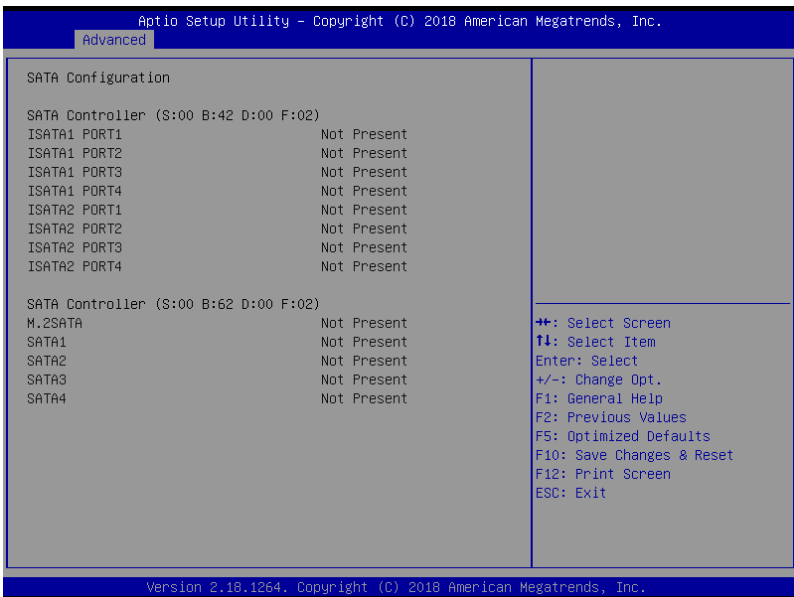 Aptio Setup Utility – Copyright (C) 2018 American Megatrends, Inc.
Advanced
SATA Configuration
SATA Controller (S:00 B:42 D:00 F:02)
ISATA1 PORT1 Not Present
ISATA1 PORT2 Not Present
ISATA1 PORT3 Not Present
ISATA1 PORT4 Not Present
ISATA2 PORT1 Not Present
ISATA2 PORT2 Not Present
ISATA2 PORT3 Not Present
ISATA2 PORT4 Not Present
SATA Controller (S:00 B:62 D:00 F:02)
M.2SATA Not Present
SATA1 Not Present
SATA2 Not Present
SATA3 Not Present
SATA4 Not Present
→←: Select Screen
↑↓: Select Item
Enter: Select
+/-: Change Opt.
F1: General Help
F2: Previous Values
F5: Optimized Defaults
F10: Save Changes & Reset
F12: Print Screen
ESC: Exit
Version 2.18.1264. Copyright (C) 2018 American Megatrends, Inc.